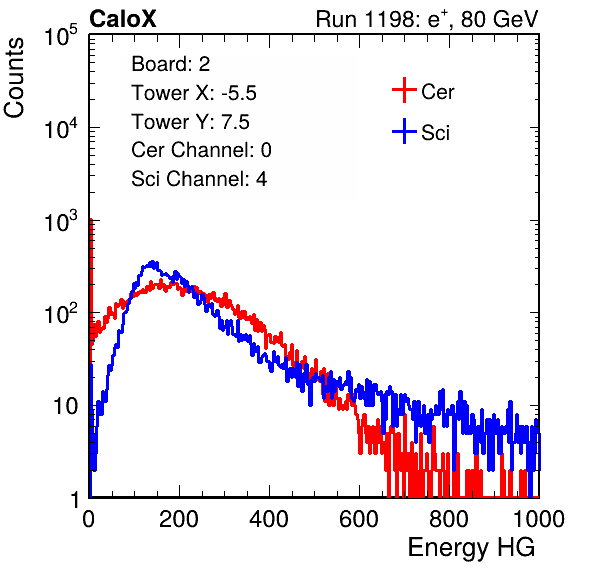 CaloX Run 1198: e⁺, 80 GeV
Counts
Board: 2
Tower X: -5.5
Tower Y: 7.5
Cer Channel: 0
Sci Channel: 4
Cer
Sci
10⁵
10⁴
10³
10²
10
1
0 200 400 600 800 1000
Energy HG